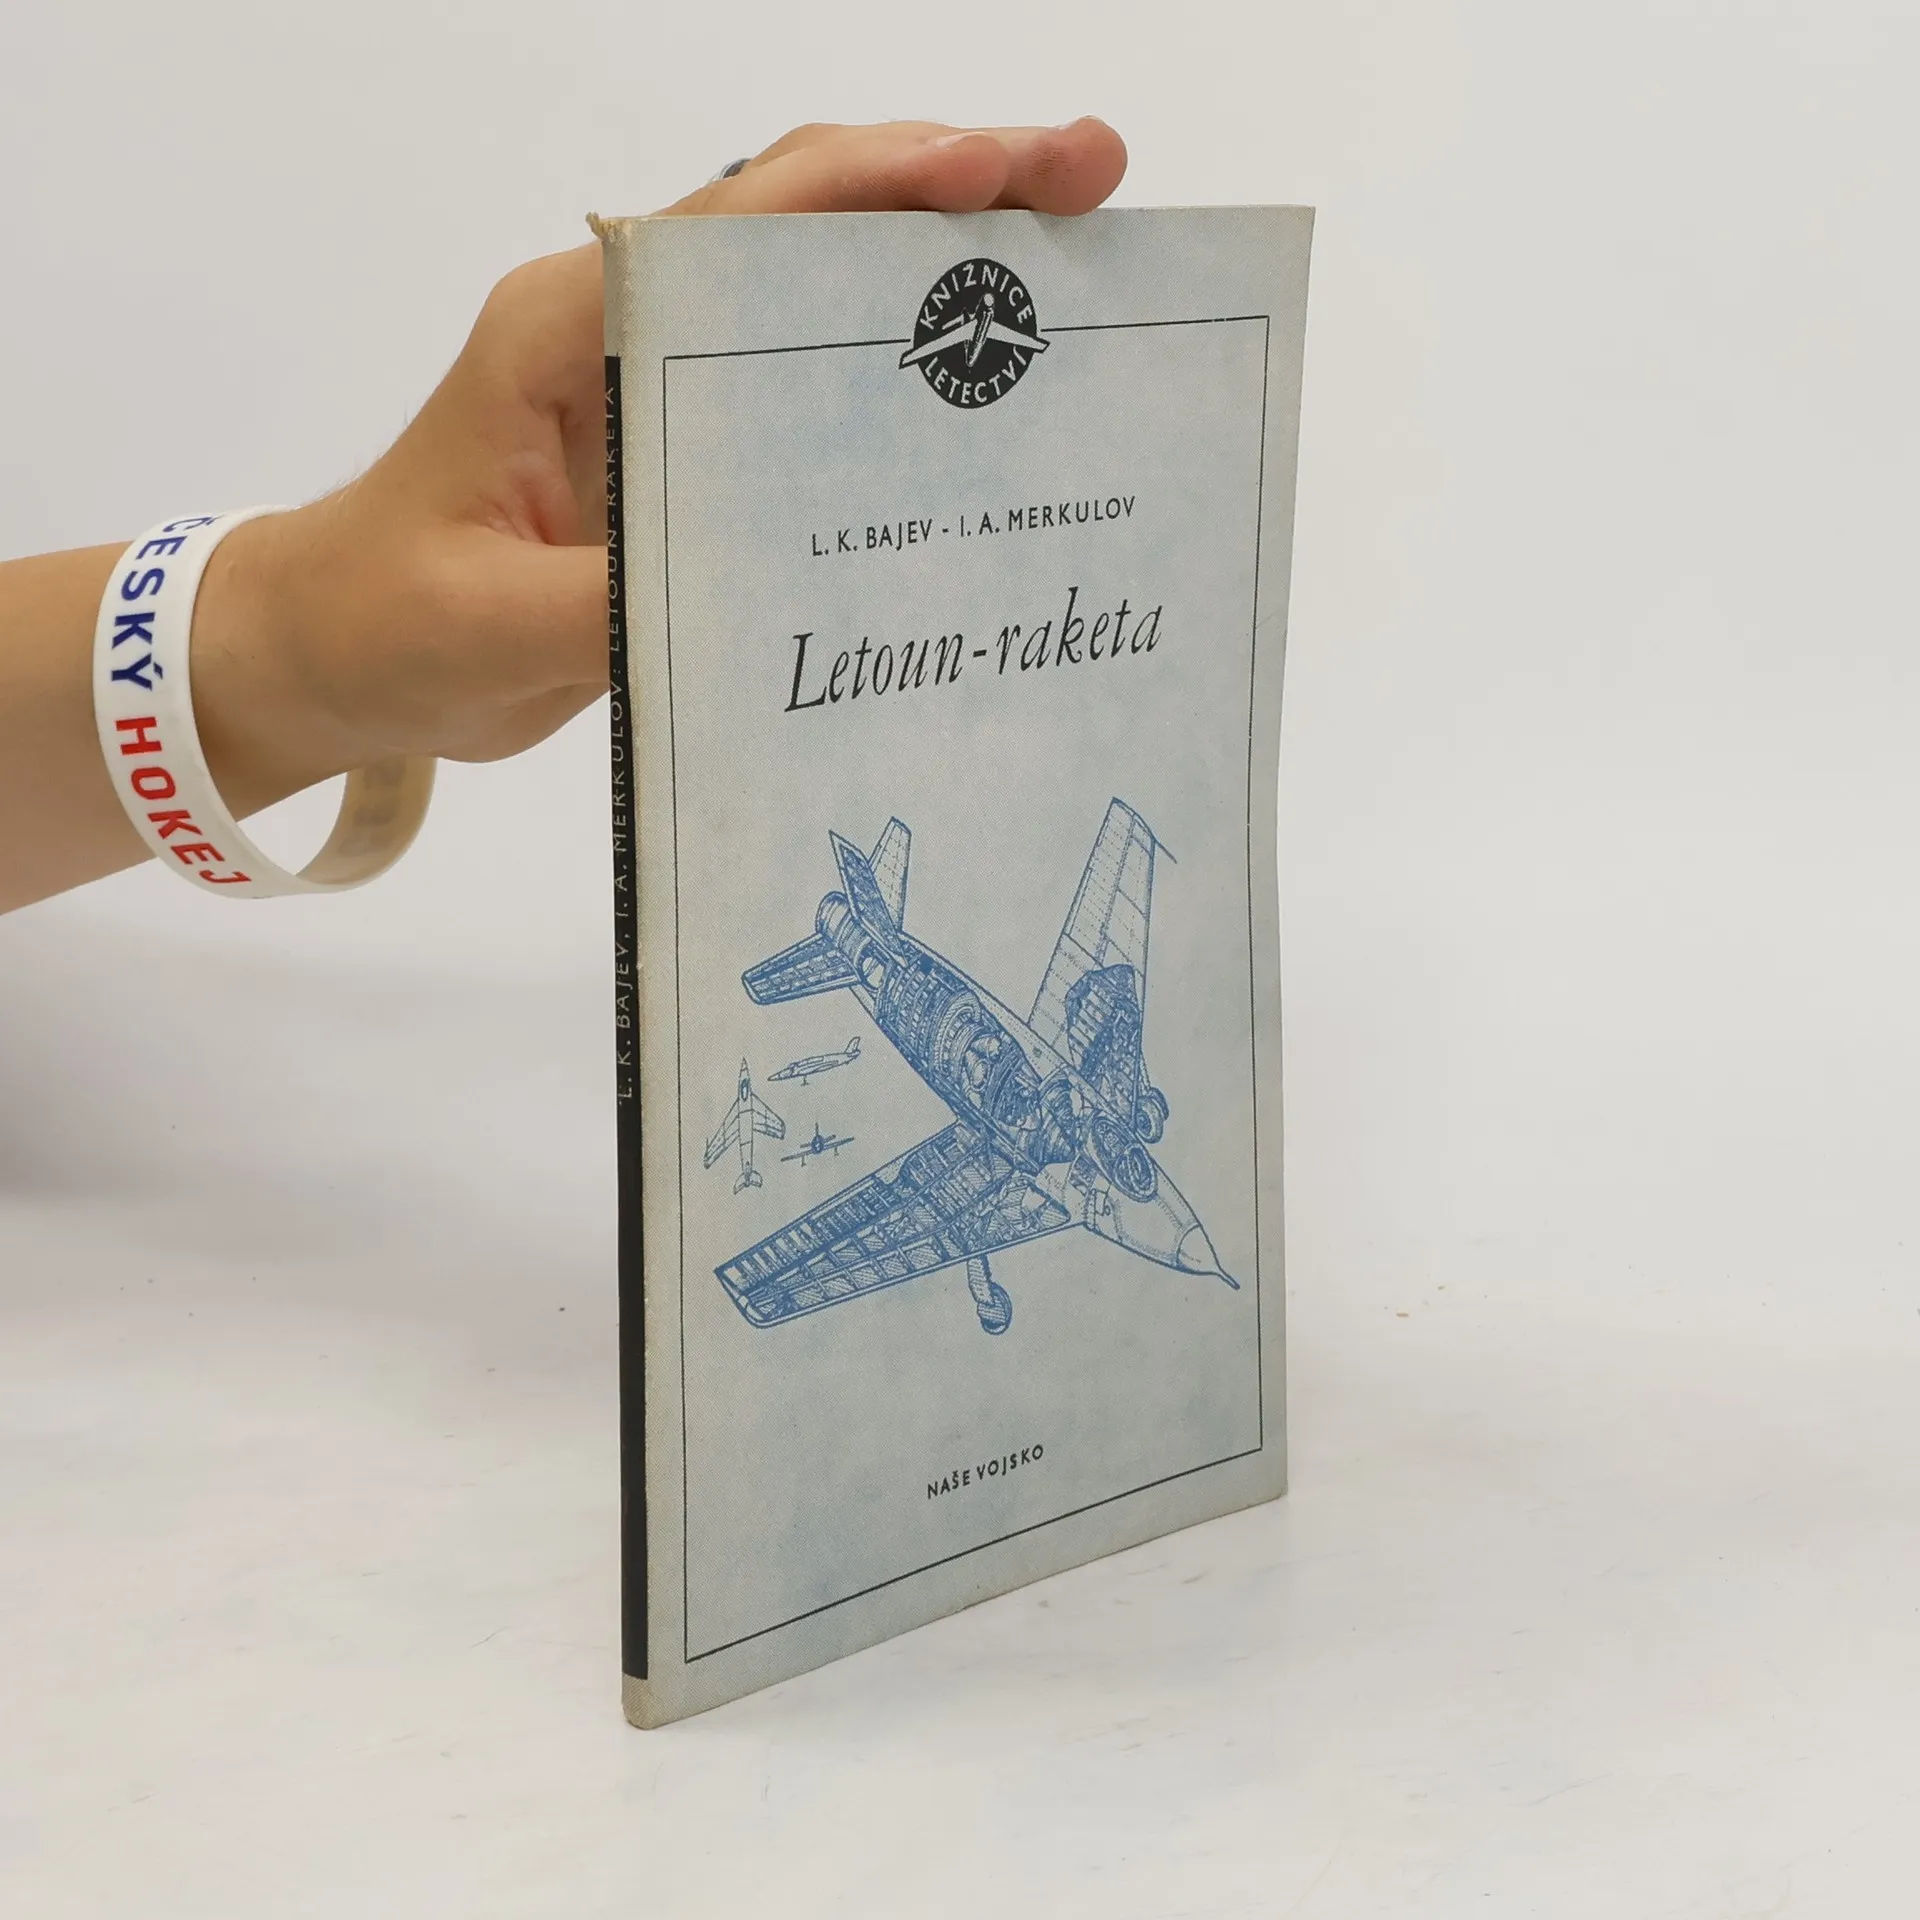 KNIŽNICE
LETECTVÍ
L. K. BAJEV - I. A. MERKULOV
Letoun-raketa
NAŠE VOJSKO
L. K. BAJEV, I. A. MERKULOV: LETOUN-RAKETA
ČESKÝ HOKEJ